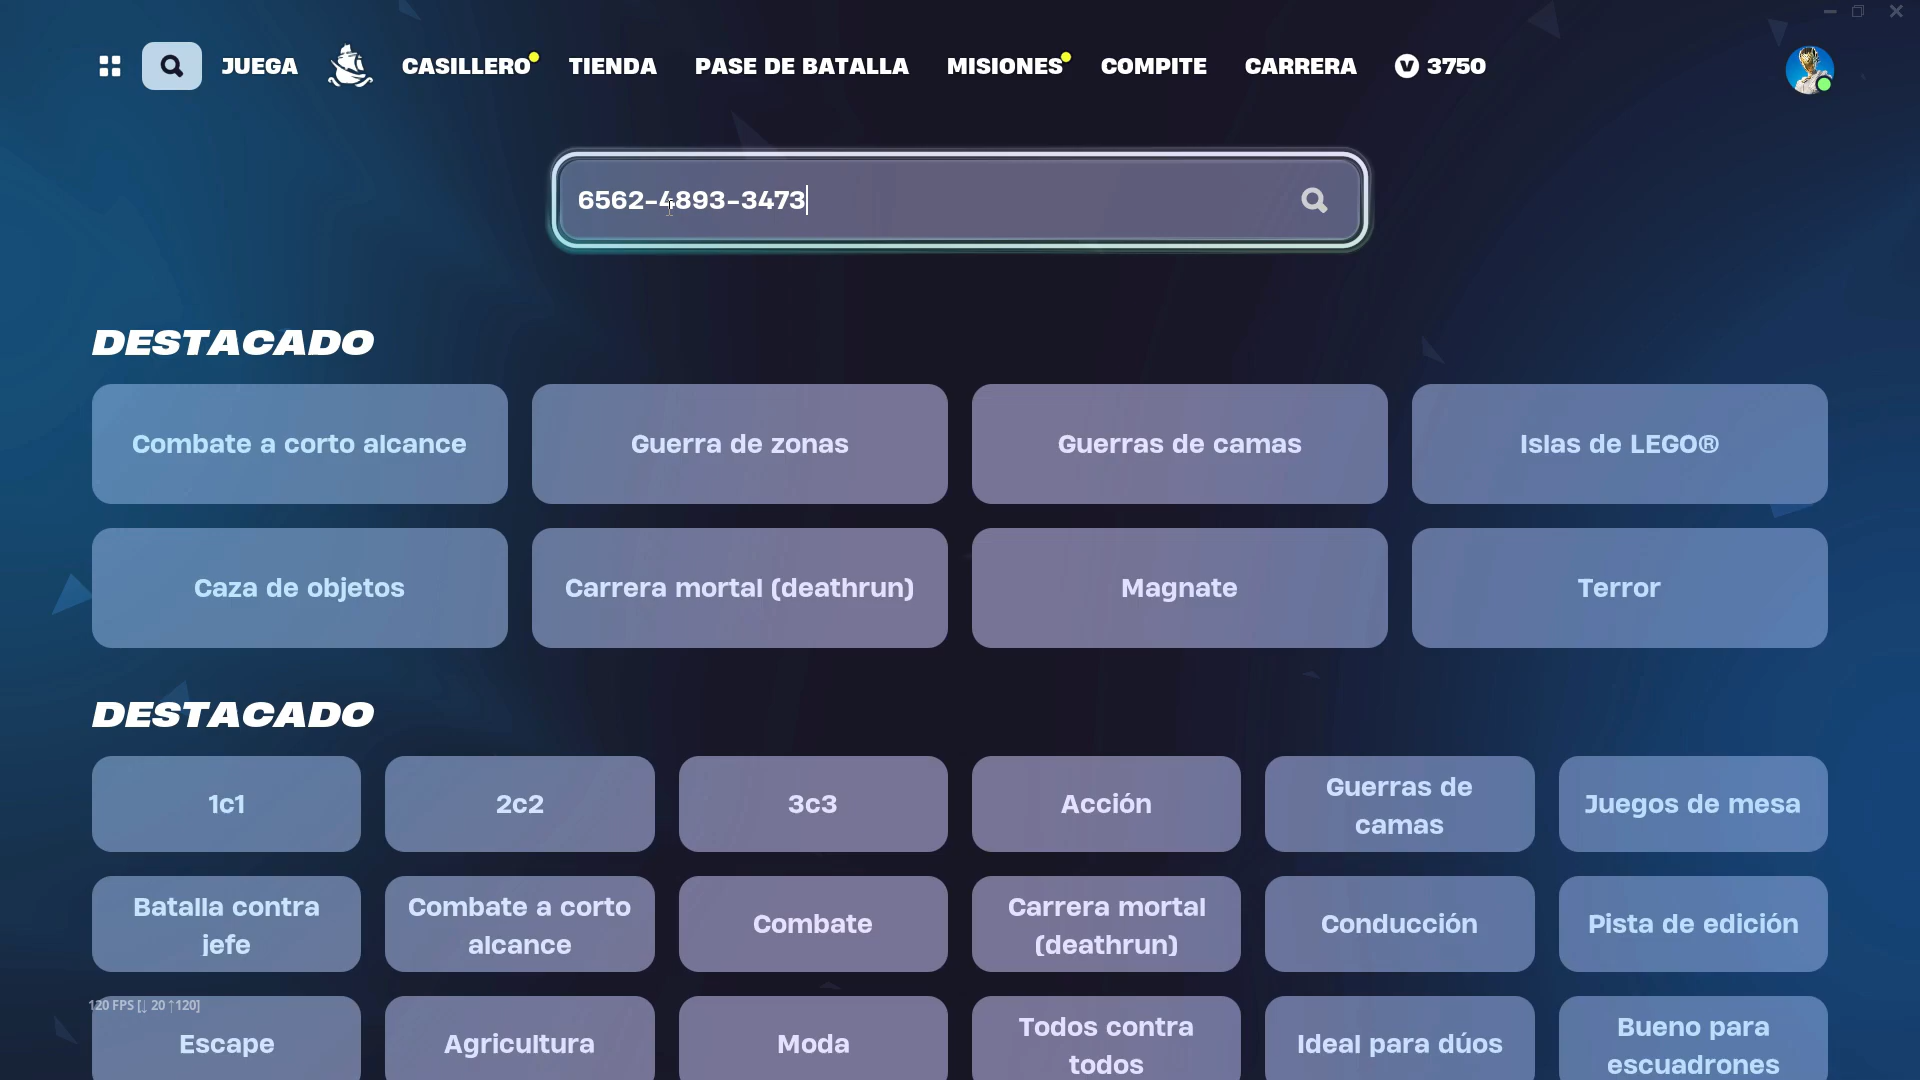 JUEGA
CASILLERO
TIENDA
PASE DE BATALLA
MISIONES
COMPITE
CARRERA
V 3750
6562-4893-3473
DESTACADO
Combate a corto alcance
Guerra de zonas
Guerras de camas
Islas de LEGO®
Caza de objetos
Carrera mortal (deathrun)
Magnate
Terror
DESTACADO
1c1
2c2
3c3
Acción
Guerras de
camas
Juegos de mesa
Batalla contra
jefe
Combate a corto
alcance
Combate
Carrera mortal
(deathrun)
Conducción
Pista de edición
120 FPS [↓ 20 ↑120]
Escape
Agricultura
Moda
Todos contra
todos
Ideal para dúos
Bueno para
escuadrones